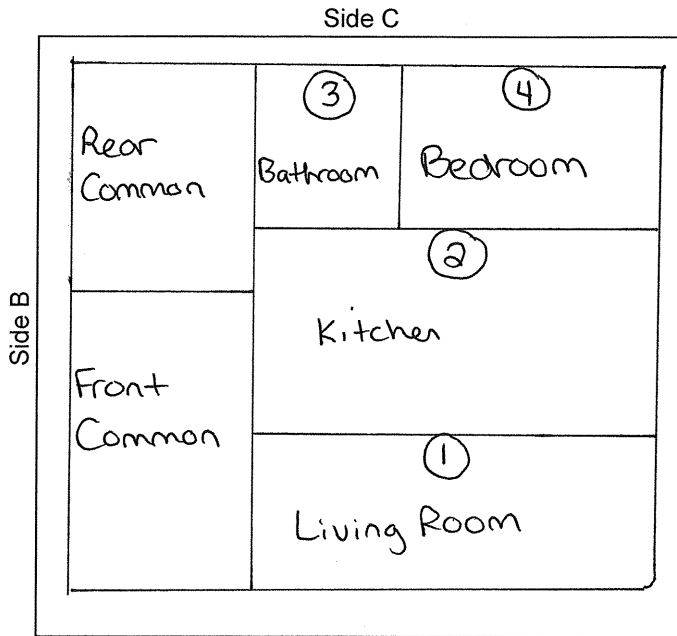 Side C
Side B
3
4
Rear
Common
Bathroom
Bedroom
2
Kitchen
Front
Common
1
Living Room